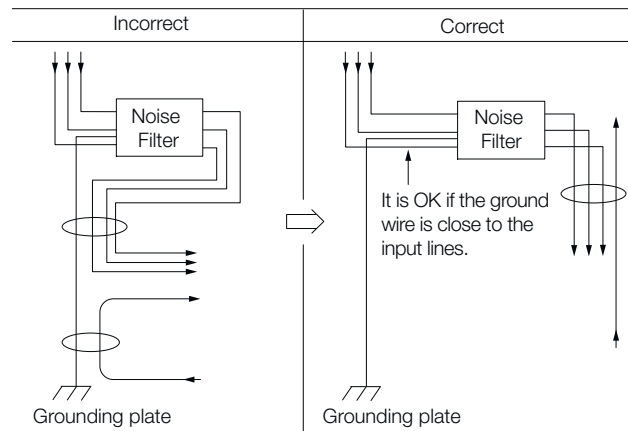 Incorrect
Correct
Noise
Filter
Grounding plate
Noise
Filter
It is OK if the ground
wire is close to the
input lines.
Grounding plate